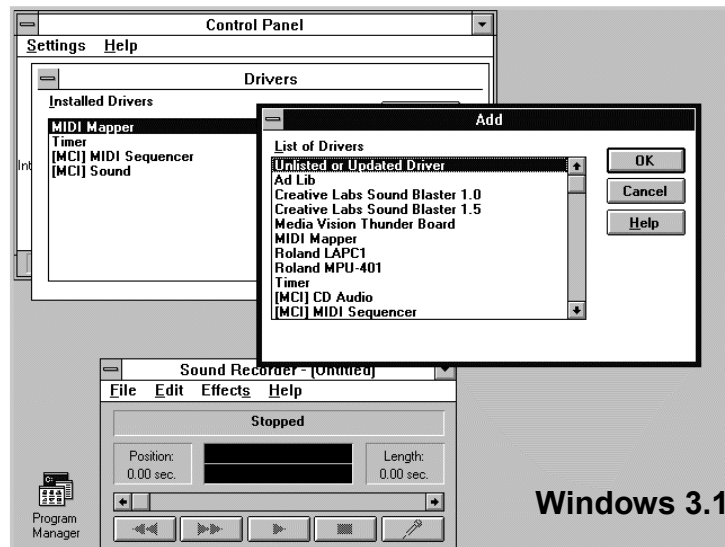 Control Panel
Settings Help
Drivers
Installed Drivers
MIDI Mapper
Timer
[MCI] MIDI Sequencer
[MCI] Sound
Int
Add
List of Drivers
Unlisted or Updated Driver
Ad Lib
Creative Labs Sound Blaster 1.0
Creative Labs Sound Blaster 1.5
Media Vision Thunder Board
MIDI Mapper
Roland LAPC1
Roland MPU-401
Timer
[MCI] CD Audio
[MCI] MIDI Sequencer
OK
Cancel
Help
Sound Recorder - (Untitled)
File Edit Effects Help
Stopped
Position:
0.00 sec.
Length:
0.00 sec.
C:
Program
Manager
Windows 3.1